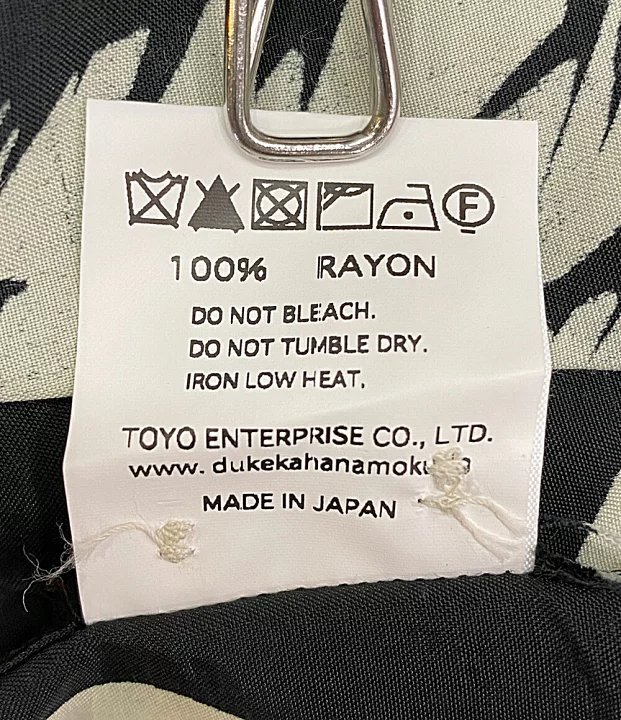 F
100% RAYON
DO NOT BLEACH.
DO NOT TUMBLE DRY.
IRON LOW HEAT,
TOYO ENTERPRISE CO., LTD.
www.
MADE IN JAPAN